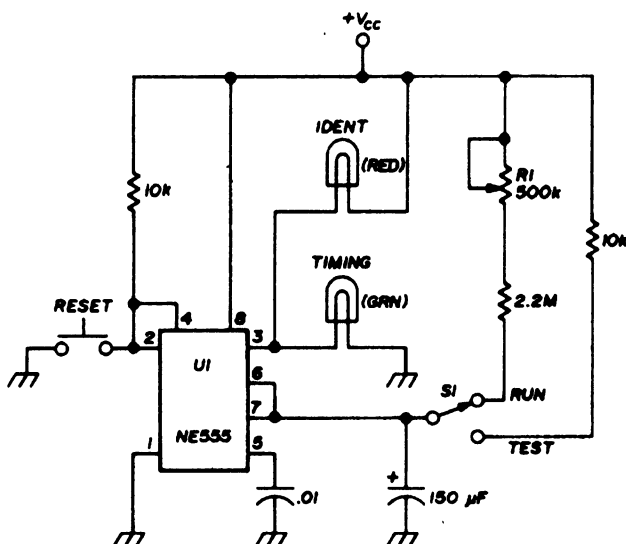 +VCC
IDENT
(RED)
R1
500k
10k
10k
TIMING
(GRN)
2.2M
RESET
4
8
2
3
U1
6
S1
RUN
7
1
NE555
5
TEST
.01
+
150 µF